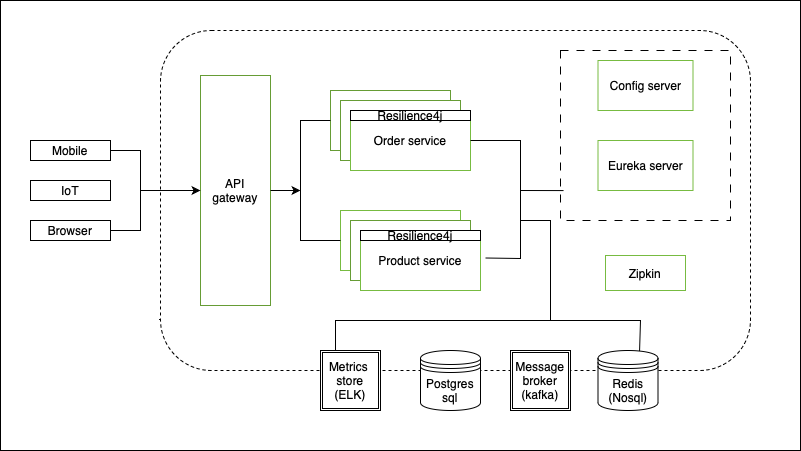 Mobile
IoT
Browser
API
gateway
Resilience4j
Order service
Resilience4j
Product service
Config server
Eureka server
Zipkin
Metrics
store
(ELK)
Postgres
sql
Message
broker
(kafka)
Redis
(Nosql)